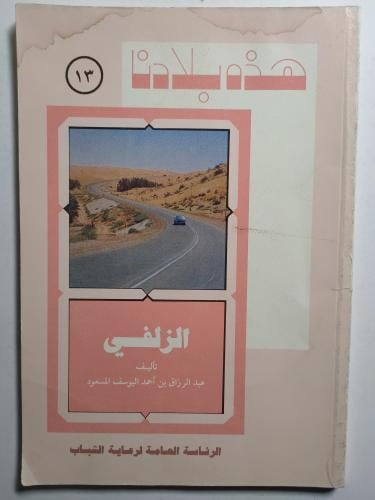 هذه بلادنا
١٣
الزلفي
تأليف
عبد الرزاق بن أحمد اليوسف المسعود
الرئاسة العامة لرعاية الشباب